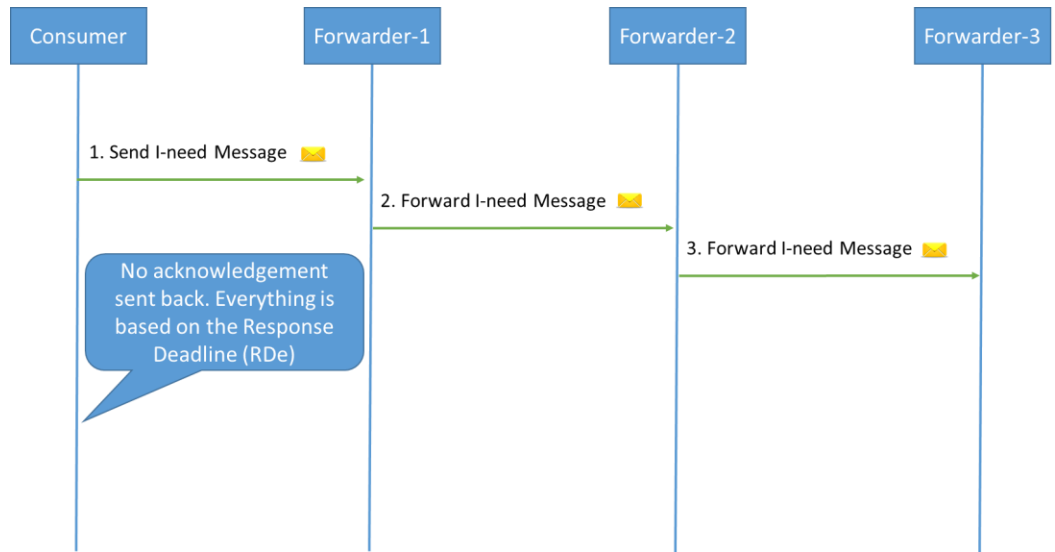 Consumer
Forwarder-1
Forwarder-2
Forwarder-3
1. Send I-need Message
2. Forward I-need Message
3. Forward I-need Message
No acknowledgement
sent back. Everything is
based on the Response
Deadline (RDe)